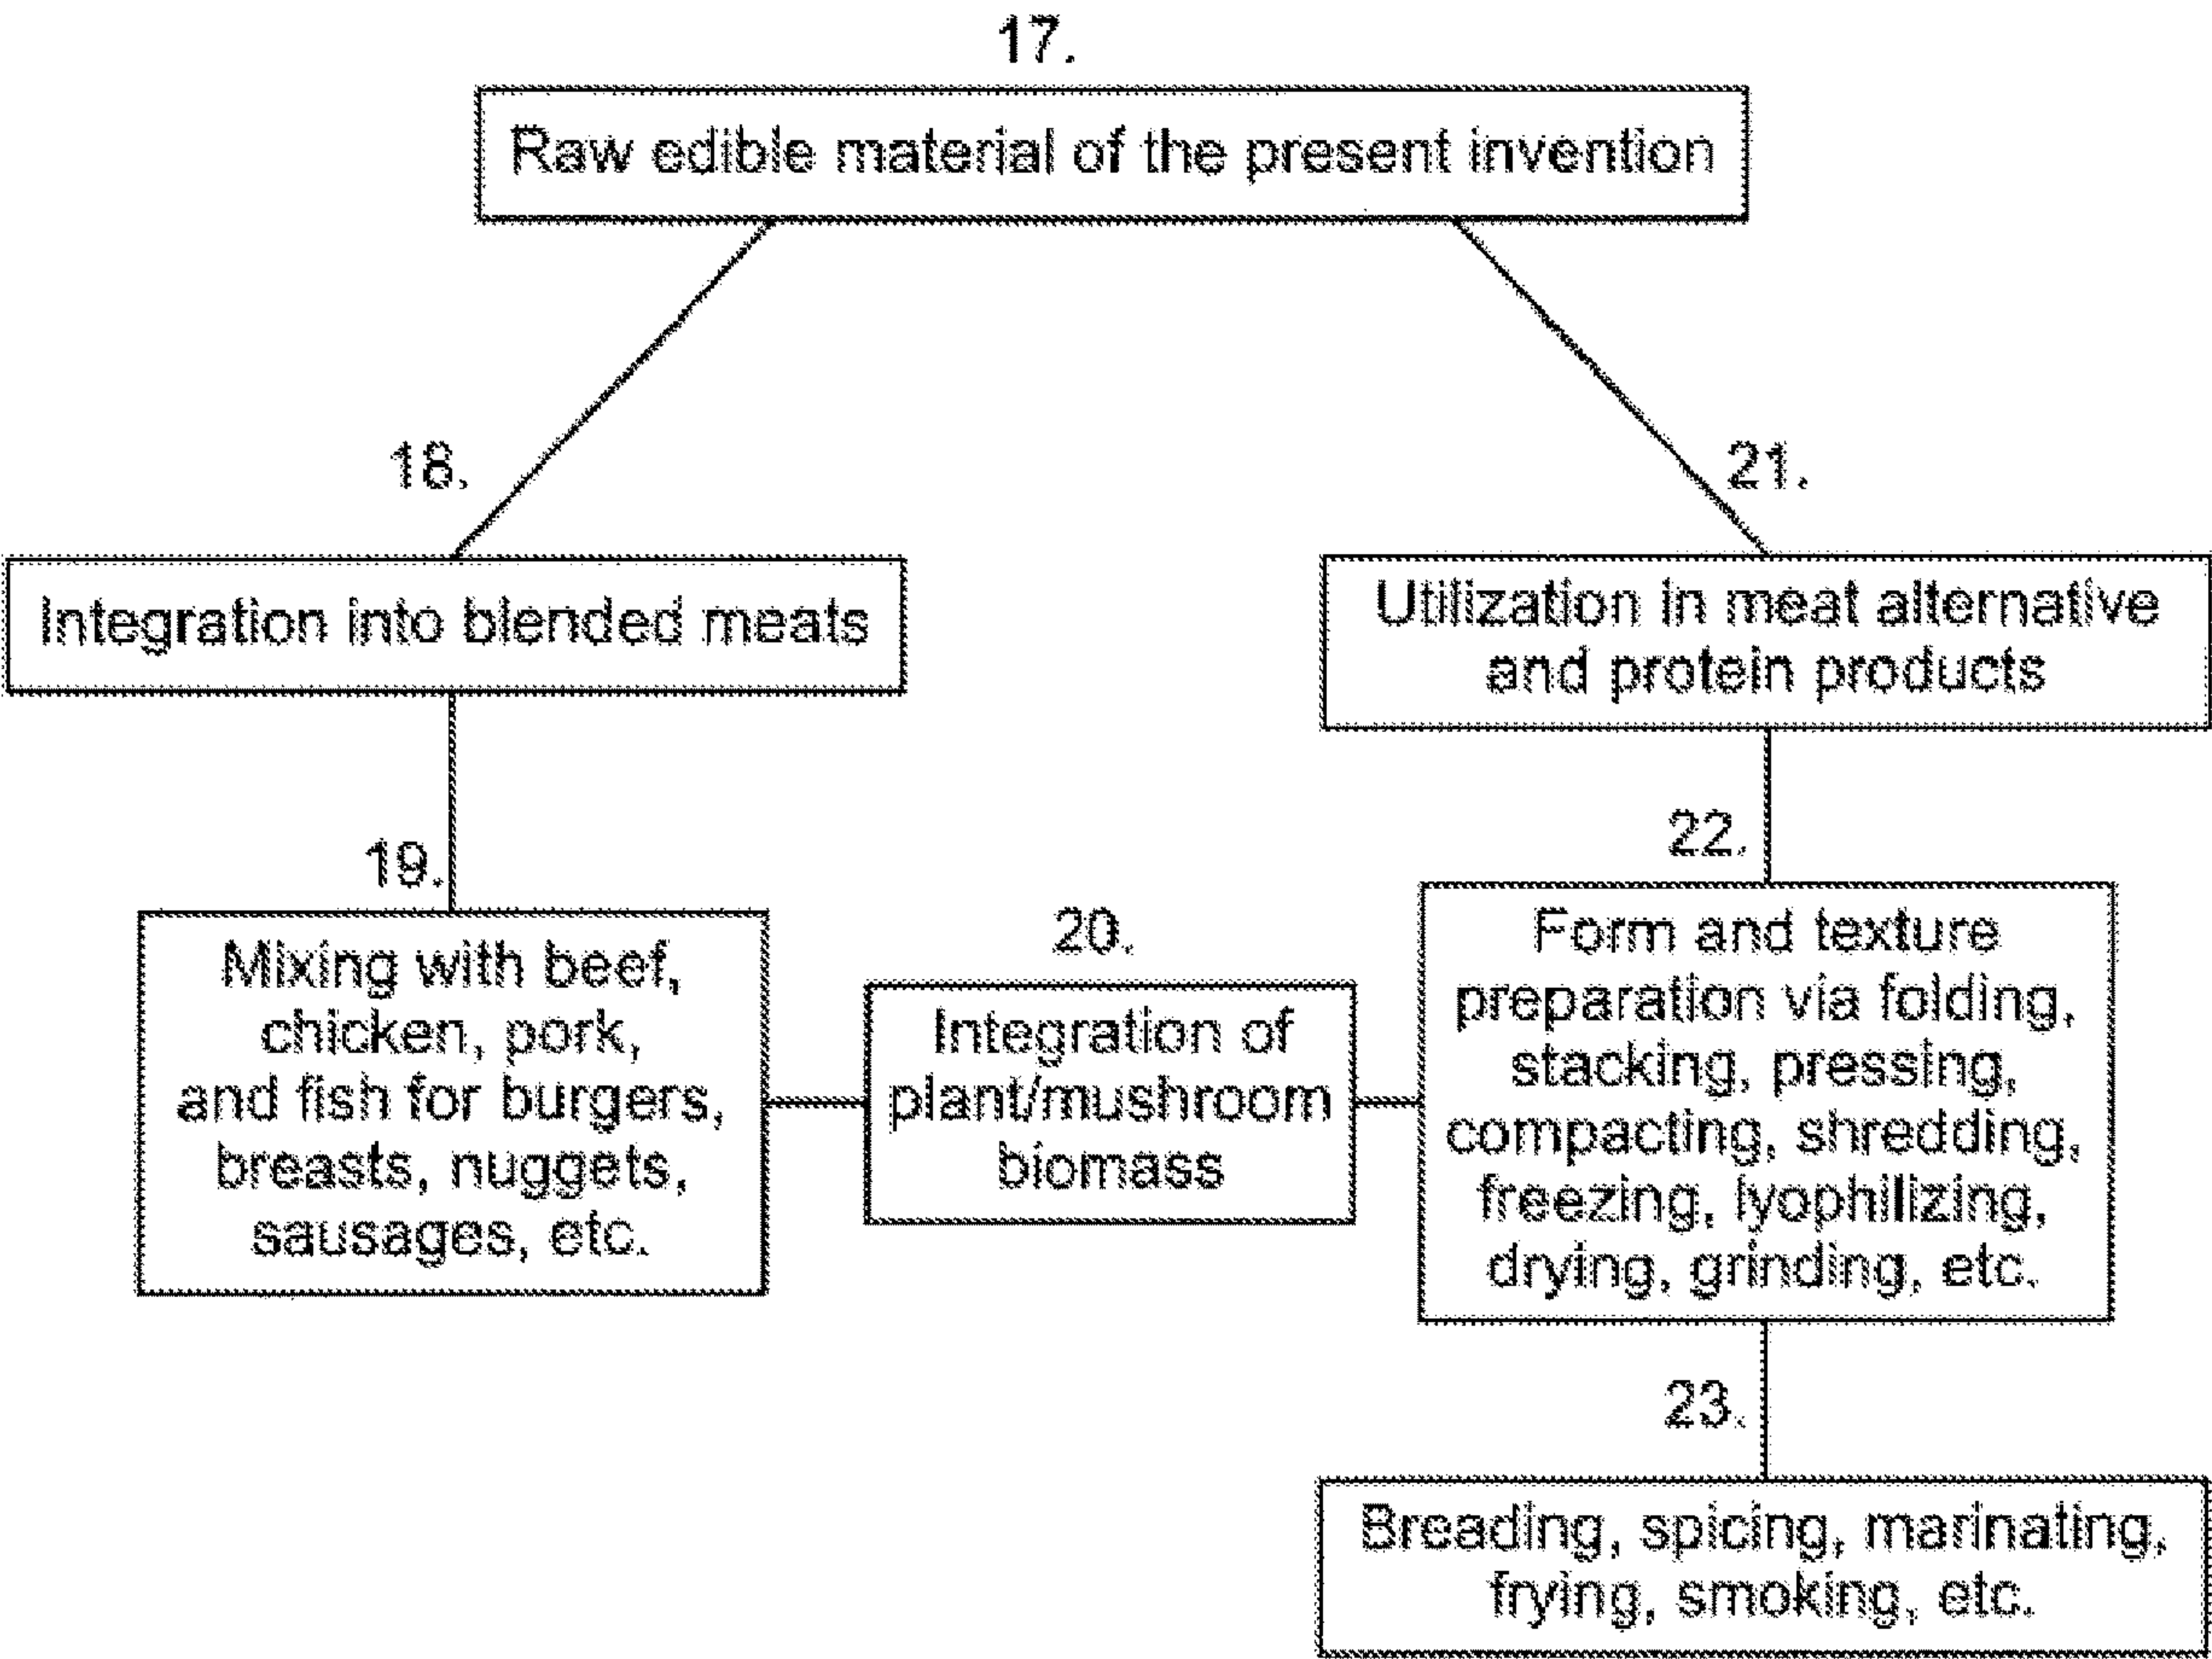 17.
Raw edible material of the present invention
18.
Integration into blended meats
19.
Mixing with beef,
chicken, pork,
and fish for burgers,
breasts, nuggets,
sausages, etc.
20.
Integration of
plant/mushroom
biomass
21.
Utilization in meat alternative
and protein products
22.
Form and texture
preparation via folding,
stacking, pressing,
compacting, shredding,
freezing, lyophilizing,
drying, grinding, etc.
23.
Breading, spicing, marinating,
frying, smoking, etc.